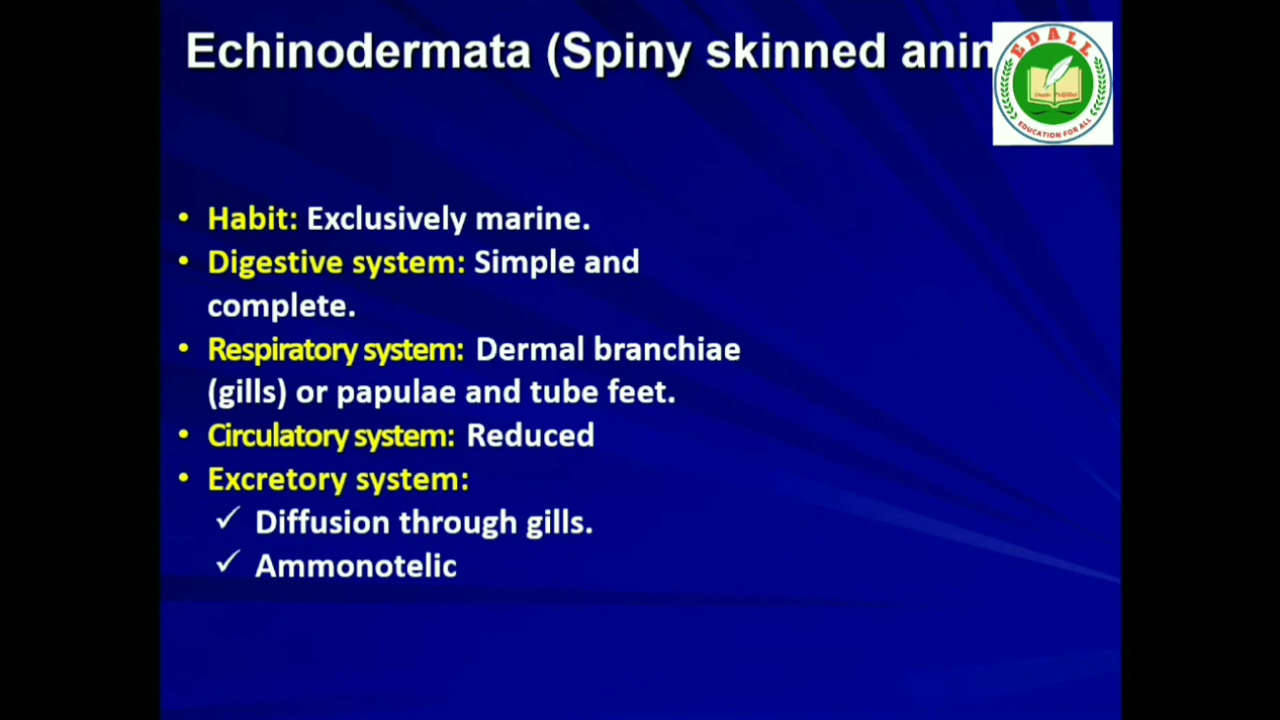 Echinodermata (Spiny skinned
EDALL
EDUCATION FOR ALL
• Habit: Exclusively marine.
• Digestive system: Simple and
complete.
• Respiratory system: Dermal branchiae
(gills) or papulae and tube feet.
• Circulatory system: Reduced
• Excretory system:
✓ Diffusion through gills.
✓ Ammonotelic